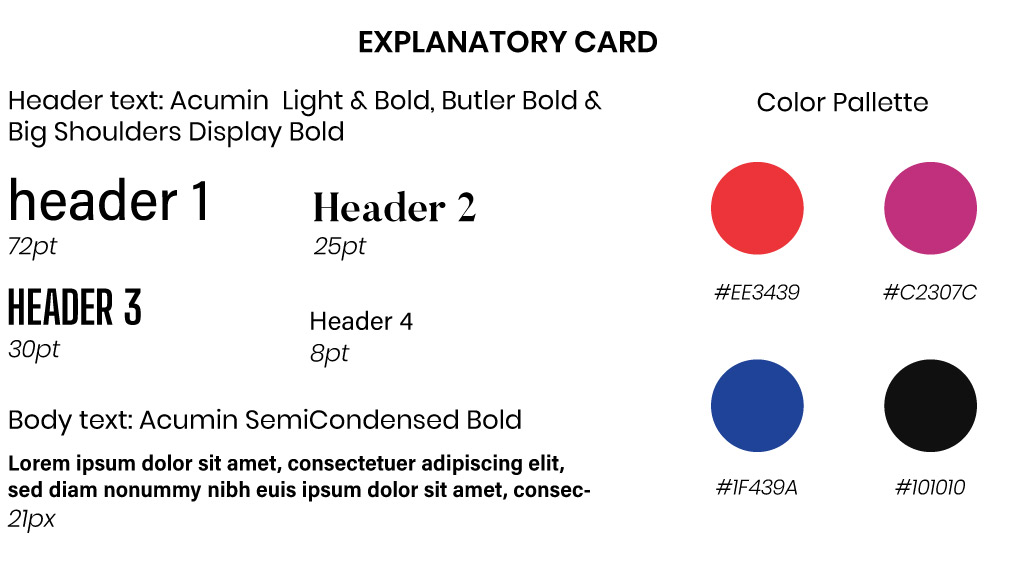 EXPLANATORY CARD
Header text: Acumin Light & Bold, Butler Bold &
Big Shoulders Display Bold
header 1
72pt
Header 2
25pt
HEADER 3
30pt
Header 4
8pt
Body text: Acumin SemiCondensed Bold
Lorem ipsum dolor sit amet, consectetuer adipiscing elit,
sed diam nonummy nibh euis ipsum dolor sit amet, consec-
21px
Color Pallette
#EE3439
#C2307C
#1F439A
#101010